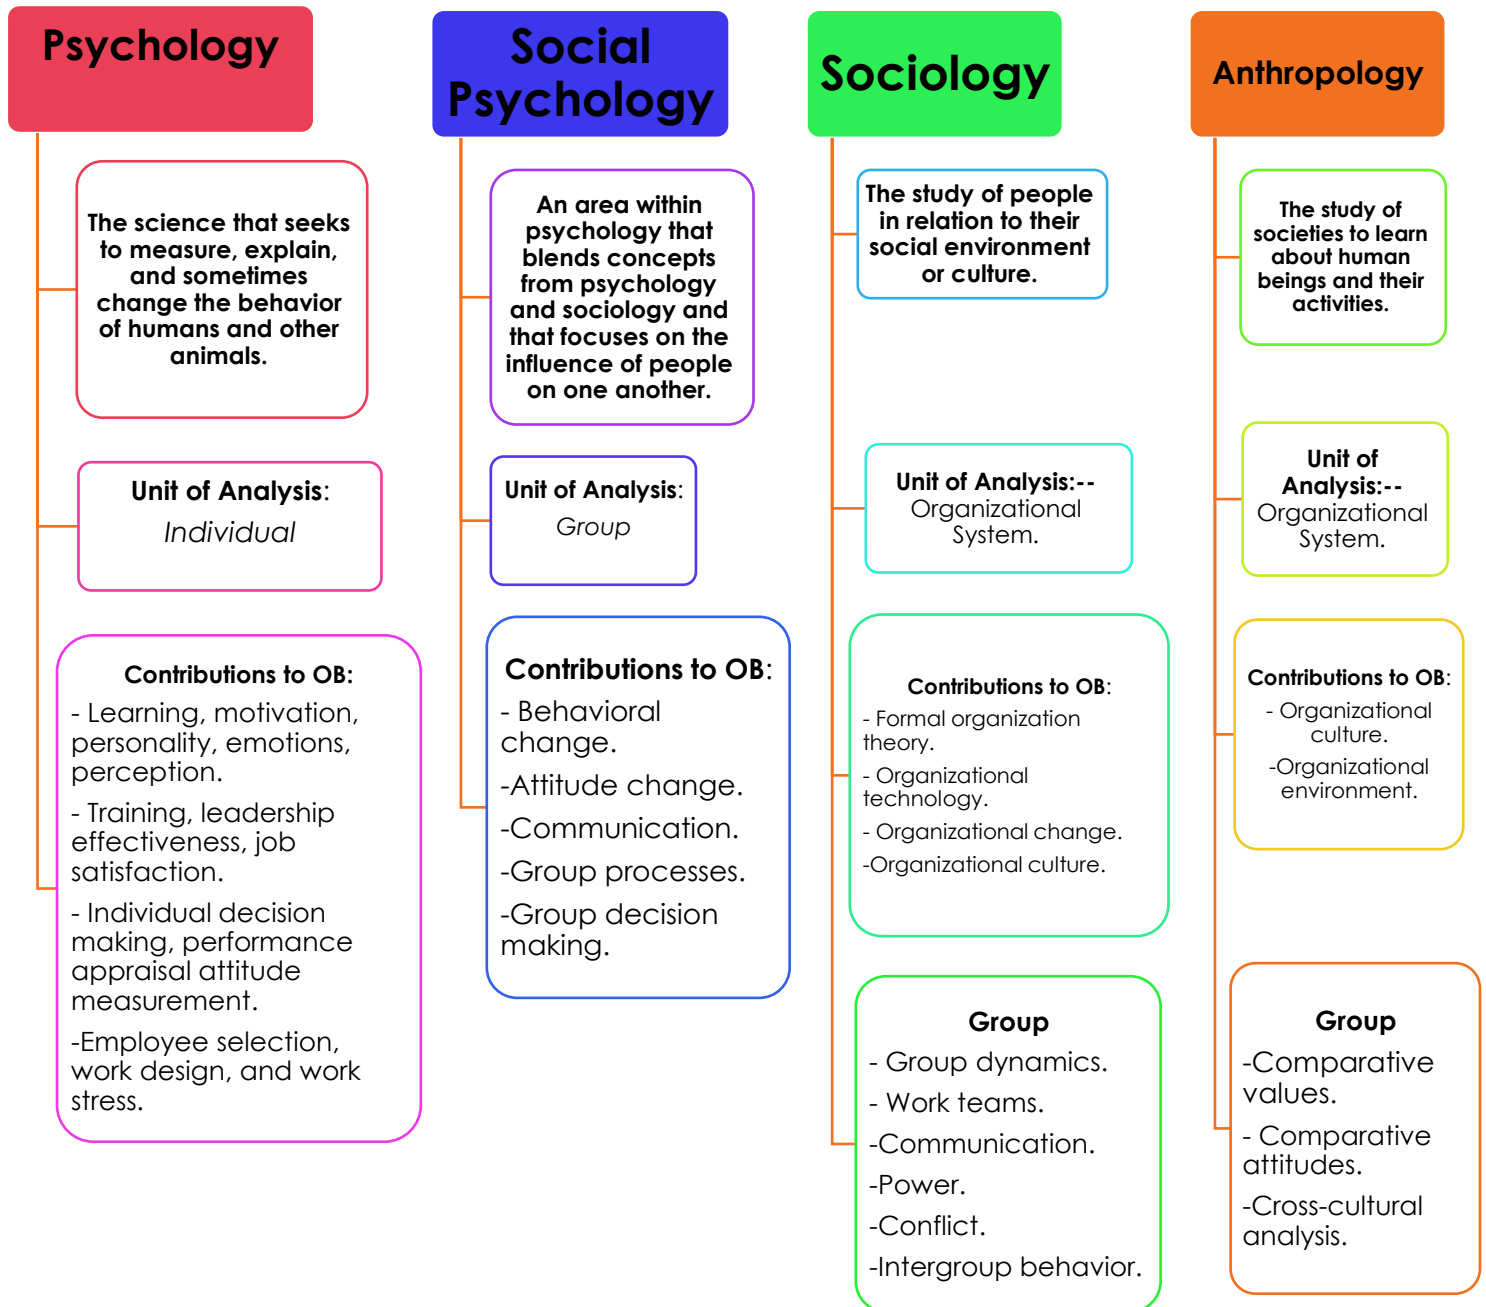 Psychology
The science that seeks
to measure, explain,
and sometimes
change the behavior
of humans and other
animals.
Unit of Analysis:
Individual
Contributions to OB:
- Learning, motivation,
personality, emotions,
perception.
- Training, leadership
effectiveness, job
satisfaction.
- Individual decision
making, performance
appraisal attitude
measurement.
-Employee selection,
work design, and work
stress.
Social
Psychology
An area within
psychology that
blends concepts
from psychology
and sociology and
that focuses on the
influence of people
on one another.
Unit of Analysis:
Group
Contributions to OB:
- Behavioral
change.
-Attitude change.
-Communication.
-Group processes.
-Group decision
making.
Sociology
The study of people
in relation to their
social environment
or culture.
Unit of Analysis:--
Organizational
System.
Contributions to OB:
- Formal organization
theory.
- Organizational
technology.
- Organizational change.
-Organizational culture.
Group
- Group dynamics.
- Work teams.
-Communication.
-Power.
-Conflict.
-Intergroup behavior.
Anthropology
The study of
societies to learn
about human
beings and their
activities.
Unit of
Analysis:--
Organizational
System.
Contributions to OB:
- Organizational
culture.
-Organizational
environment.
Group
-Comparative
values.
- Comparative
attitudes.
-Cross-cultural
analysis.